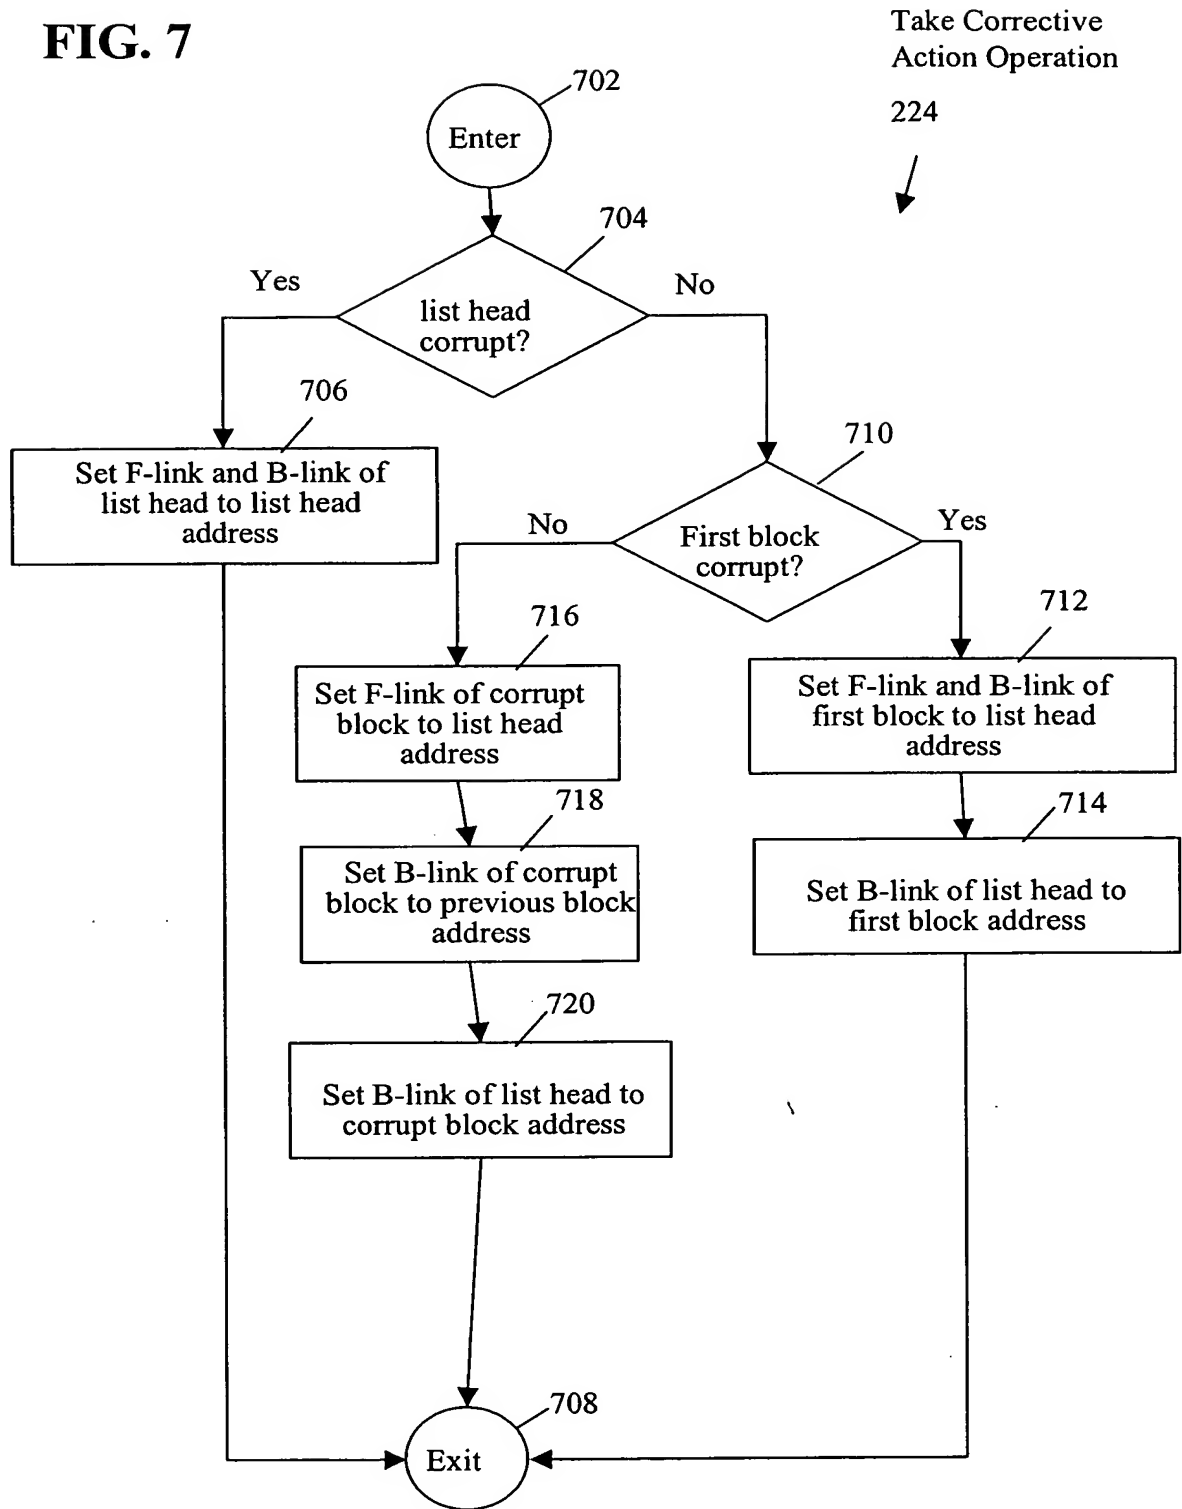 FIG. 7
Take Corrective
Action Operation
224
702
Enter
704
Yes
No
list head
corrupt?
706
Set F-link and B-link of
list head to list head
address
710
No
Yes
First block
corrupt?
716
712
Set F-link of corrupt
block to list head
address
Set F-link and B-link of
first block to list head
address
718
714
Set B-link of corrupt
block to previous block
address
Set B-link of list head to
first block address
720
Set B-link of list head to
corrupt block address
708
Exit